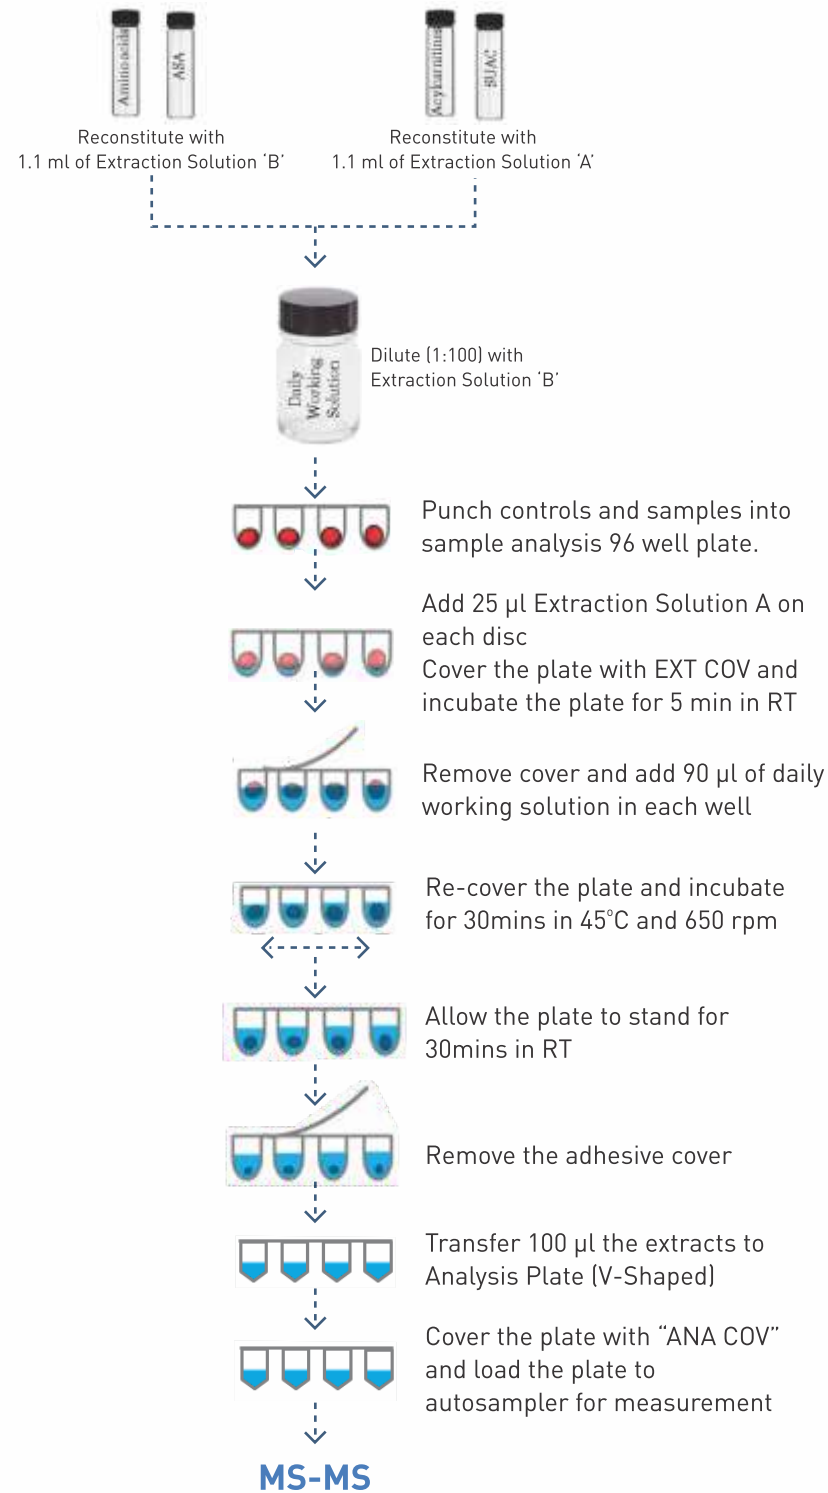 Aminoacids
ASA
Acylcarnitines
SUAC
Reconstitute with
1.1 ml of Extraction Solution ‘B’
Reconstitute with
1.1 ml of Extraction Solution ‘A’
Daily
Working
Solution
Dilute (1:100) with
Extraction Solution ‘B’
Punch controls and samples into
sample analysis 96 well plate.
Add 25 µl Extraction Solution A on
each disc
Cover the plate with EXT COV and
incubate the plate for 5 min in RT
Remove cover and add 90 µl of daily
working solution in each well
Re-cover the plate and incubate
for 30mins in 45°C and 650 rpm
Allow the plate to stand for
30mins in RT
Remove the adhesive cover
Transfer 100 µl the extracts to
Analysis Plate (V-Shaped)
Cover the plate with “ANA COV”
and load the plate to
autosampler for measurement
MS-MS